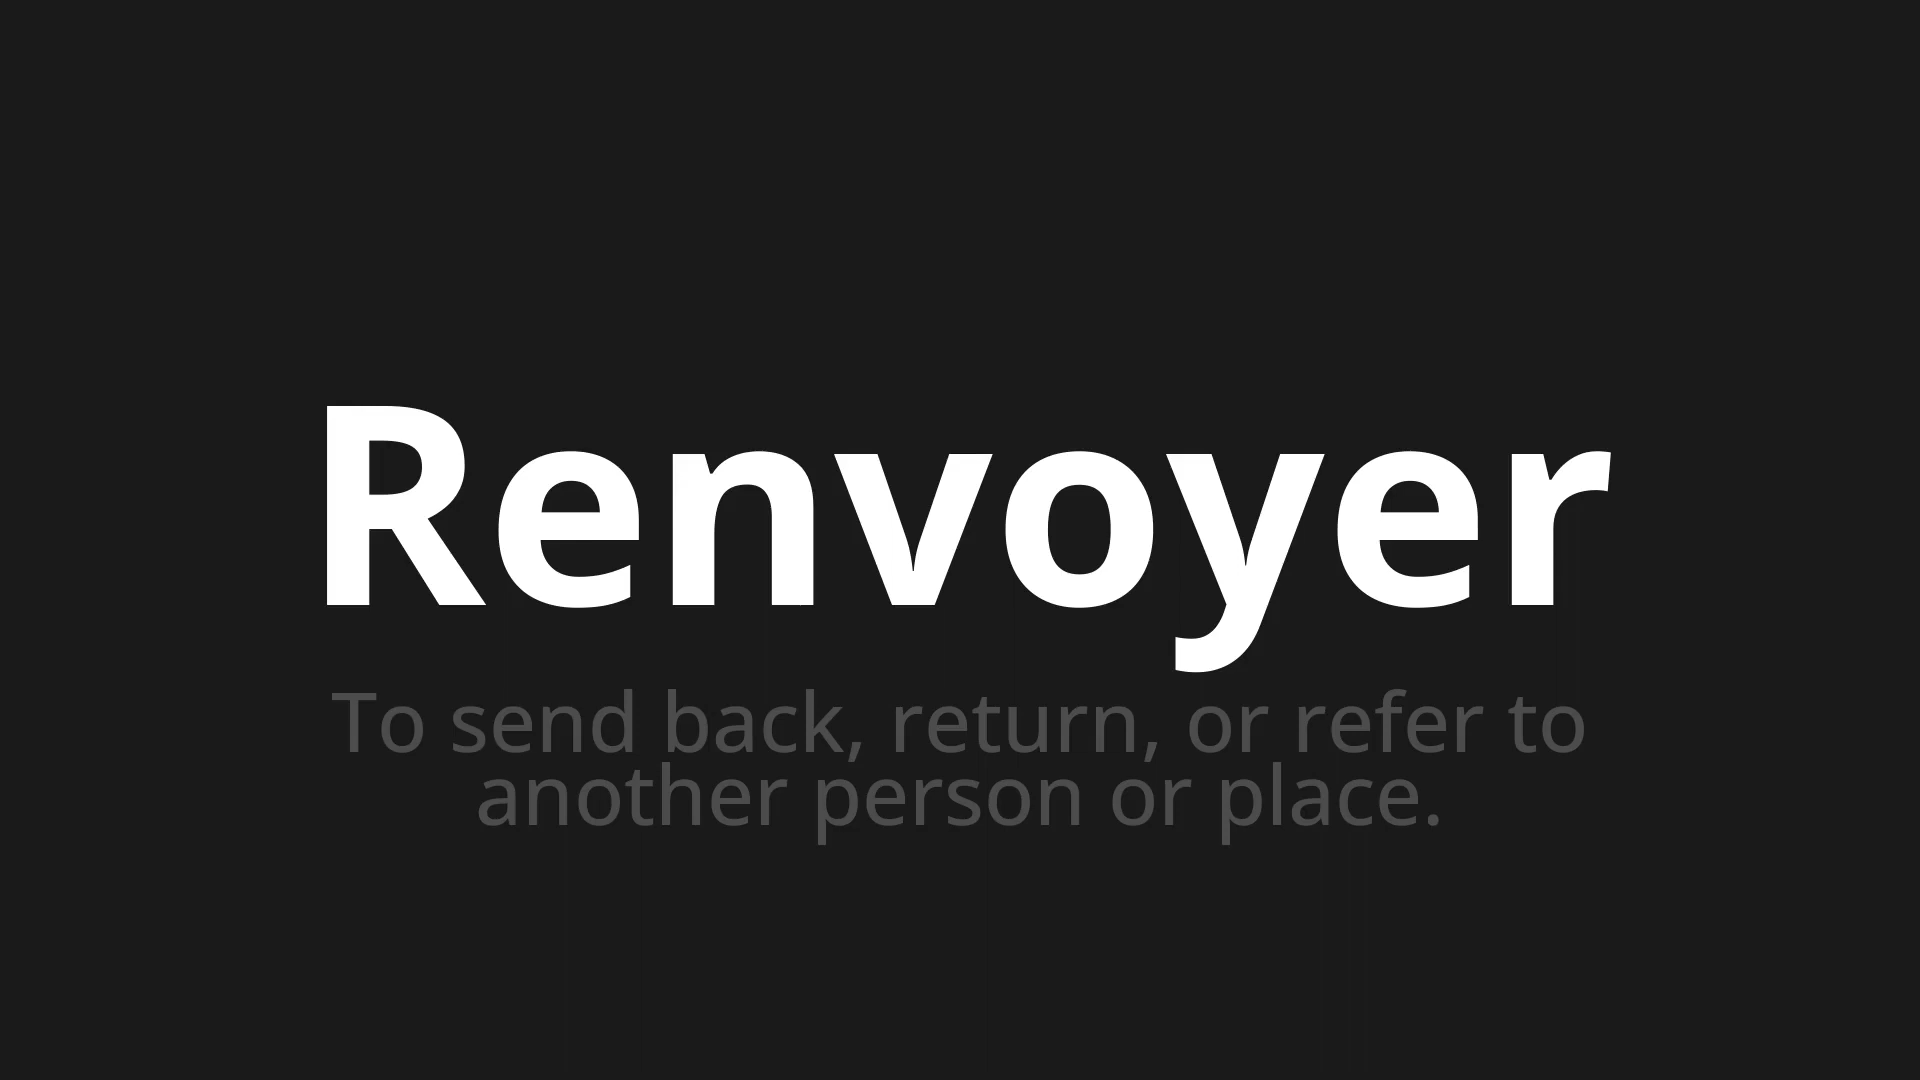 Renvoyer
To send back, return, or refer to
another person or place.